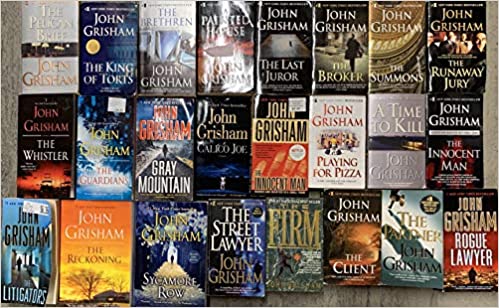 THE
PELICAN
BRIEF
JOHN
GRISHAM
JOHN
GRISHAM
THE KING
OF TORTS
THE
BRETHREN
JOHN
GRISHAM
A
PAINTED
HOUSE
JOHN
GRISHAM
JOHN
GRISHAM
THE LAST
JUROR
JOHN
GRISHAM
THE
BROKER
JOHN
GRISHAM
THE
SUMMONS
JOHN
GRISHAM
THE
RUNAWAY
JURY
JOHN
GRISHAM
THE
WHISTLER
JOHN
GRISHAM
THE
GUARDIANS
JOHN
GRISHAM
GRAY
MOUNTAIN
John
Grisham
CALICO JOE
JOHN
GRISHAM
THE
INNOCENT MAN
JOHN
GRISHAM
PLAYING
FOR PIZZA
A TIME
TO KILL
JOHN
GRISHAM
JOHN
GRISHAM
THE
INNOCENT
MAN
JOHN
GRISHAM
THE
LITIGATORS
JOHN
GRISHAM
THE
RECKONING
JOHN
GRISHAM
SYCAMORE
ROW
THE
STREET
LAWYER
JOHN
GRISHAM
THE
FIRM
JOHN
GRISHAM
THE
CLIENT
THE
PARTNER
JOHN
GRISHAM
JOHN
GRISHAM
ROGUE
LAWYER